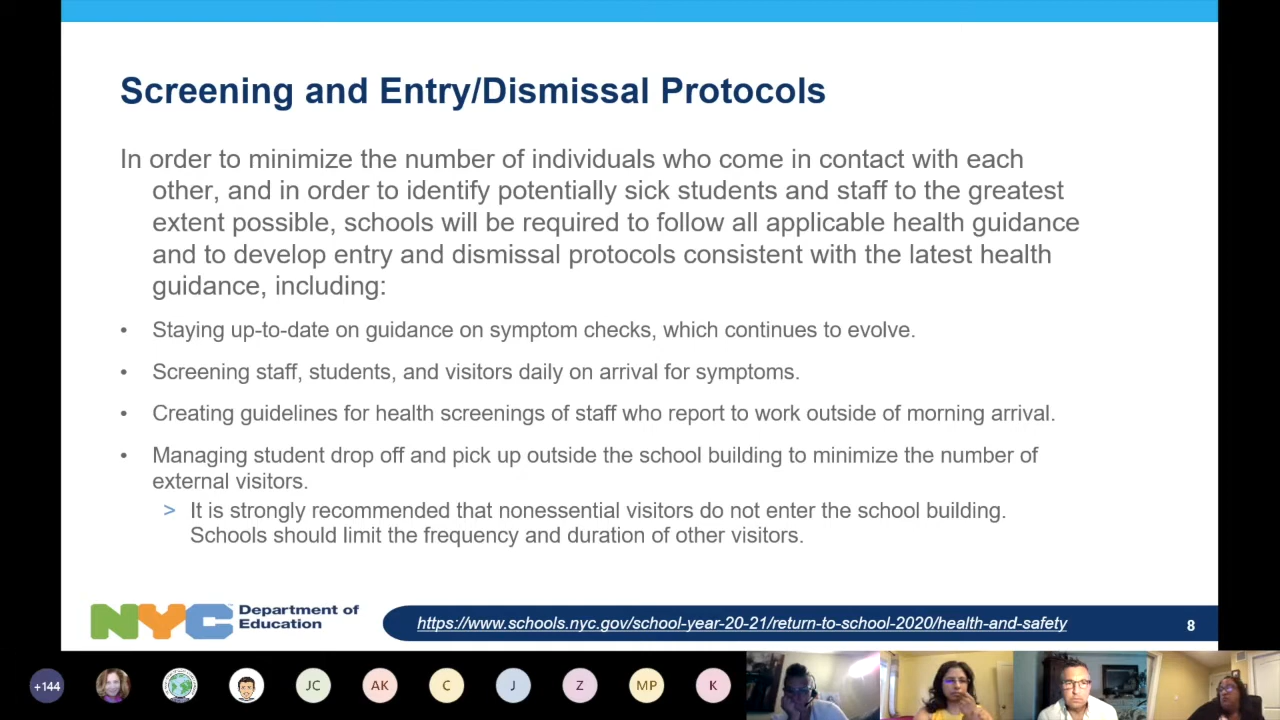 Screening and Entry/Dismissal Protocols
In order to minimize the number of individuals who come in contact with each
other, and in order to identify potentially sick students and staff to the greatest
extent possible, schools will be required to follow all applicable health guidance
and to develop entry and dismissal protocols consistent with the latest health
guidance, including:
• Staying up-to-date on guidance on symptom checks, which continues to evolve.
• Screening staff, students, and visitors daily on arrival for symptoms.
• Creating guidelines for health screenings of staff who report to work outside of morning arrival.
• Managing student drop off and pick up outside the school building to minimize the number of
external visitors.
> It is strongly recommended that nonessential visitors do not enter the school building.
Schools should limit the frequency and duration of other visitors.
NYC Department of
Education
https://www.schools.nyc.gov/school-year-20-21/return-to-school-2020/health-and-safety
8
+144
JC
AK
C
J
Z
MP
K